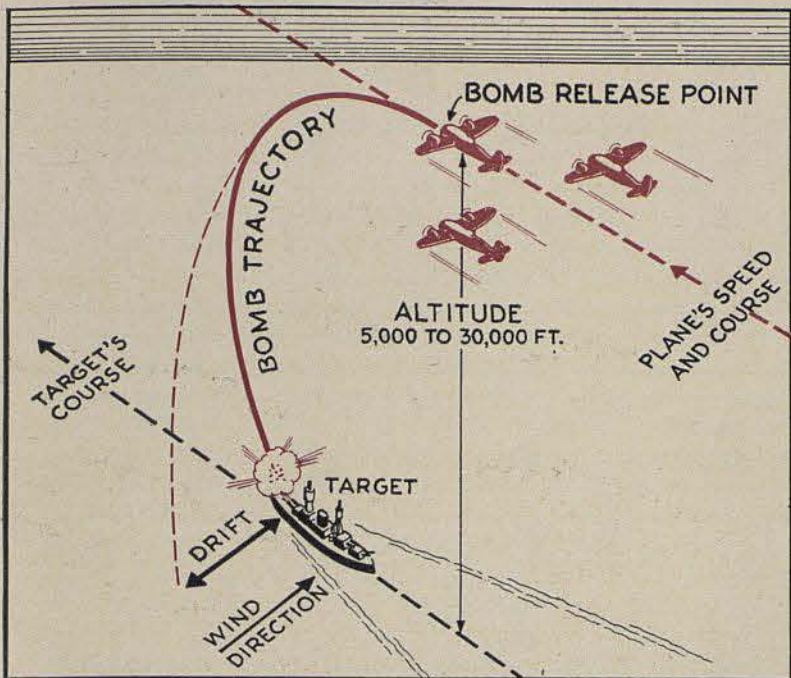 BOMB RELEASE POINT
BOMB TRAJECTORY
ALTITUDE
5,000 TO 30,000 FT.
PLANE'S SPEED
AND COURSE
TARGET'S
COURSE
TARGET
DRIFT
WIND
DIRECTION